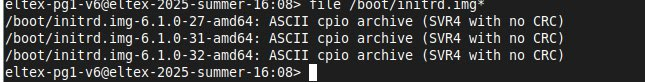 eltex-pg1-v6@eltex-2025-summer-16:08> file /boot/initrd.img*
/boot/initrd.img-6.1.0-27-amd64: ASCII cpio archive (SVR4 with no CRC)
/boot/initrd.img-6.1.0-31-amd64: ASCII cpio archive (SVR4 with no CRC)
/boot/initrd.img-6.1.0-32-amd64: ASCII cpio archive (SVR4 with no CRC)
eltex-pg1-v6@eltex-2025-summer-16:08>